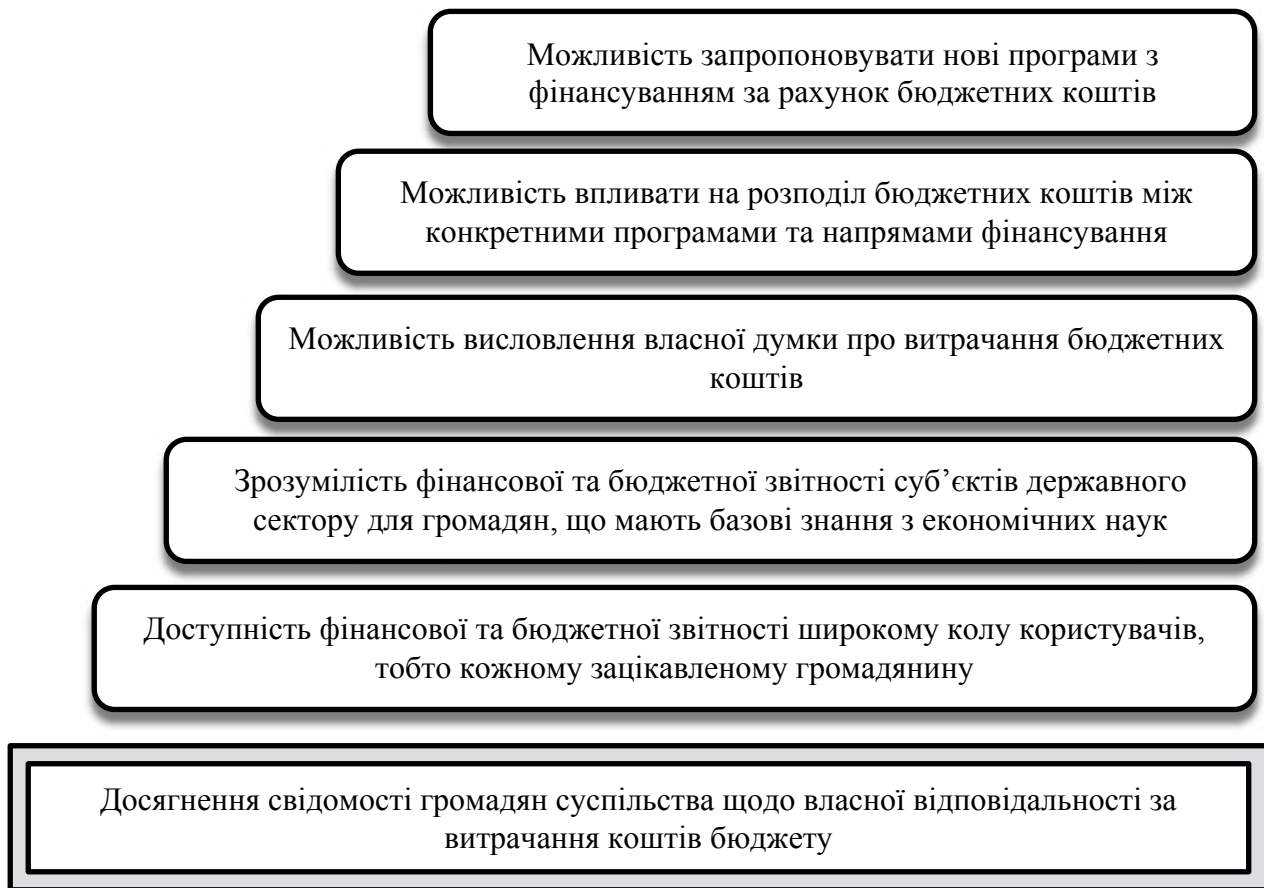 Можливість запропоновувати нові програми з
фінансуванням за рахунок бюджетних коштів
Можливість впливати на розподіл бюджетних коштів між
конкретними програмами та напрямами фінансування
Можливість висловлення власної думки про витрачання бюджетних
коштів
Зрозумілість фінансової та бюджетної звітності суб’єктів державного
сектору для громадян, що мають базові знання з економічних наук
Доступність фінансової та бюджетної звітності широкому колу користувачів,
тобто кожному зацікавленому громадянину
Досягнення свідомості громадян суспільства щодо власної відповідальності за
витрачання коштів бюджету